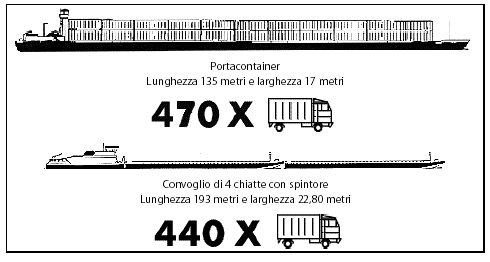 Portacontainer
Lunghezza 135 metri e larghezza 17 metri
470 X
Convoglio di 4 chiatte con spintore
Lunghezza 193 metri e larghezza 22,80 metri
440 X